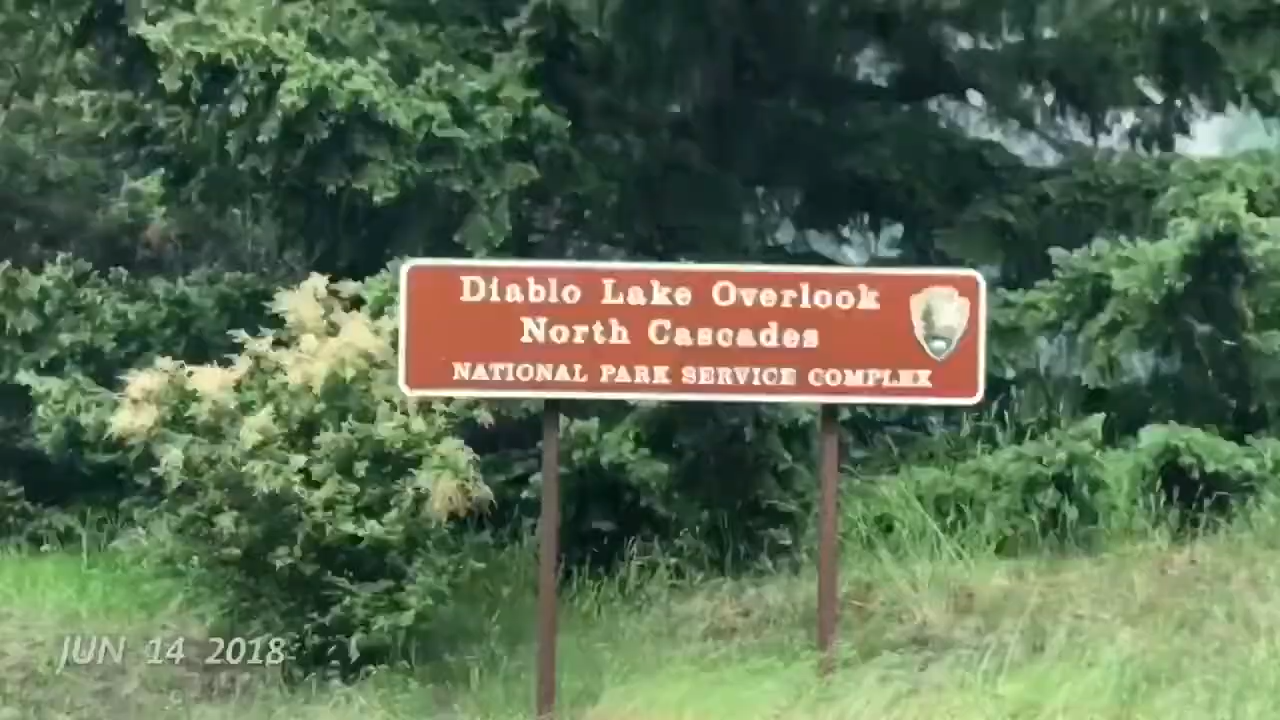 Diablo Lake Overlook
North Cascades
NATIONAL PARK SERVICE COMPLEX
JUN 14 2018